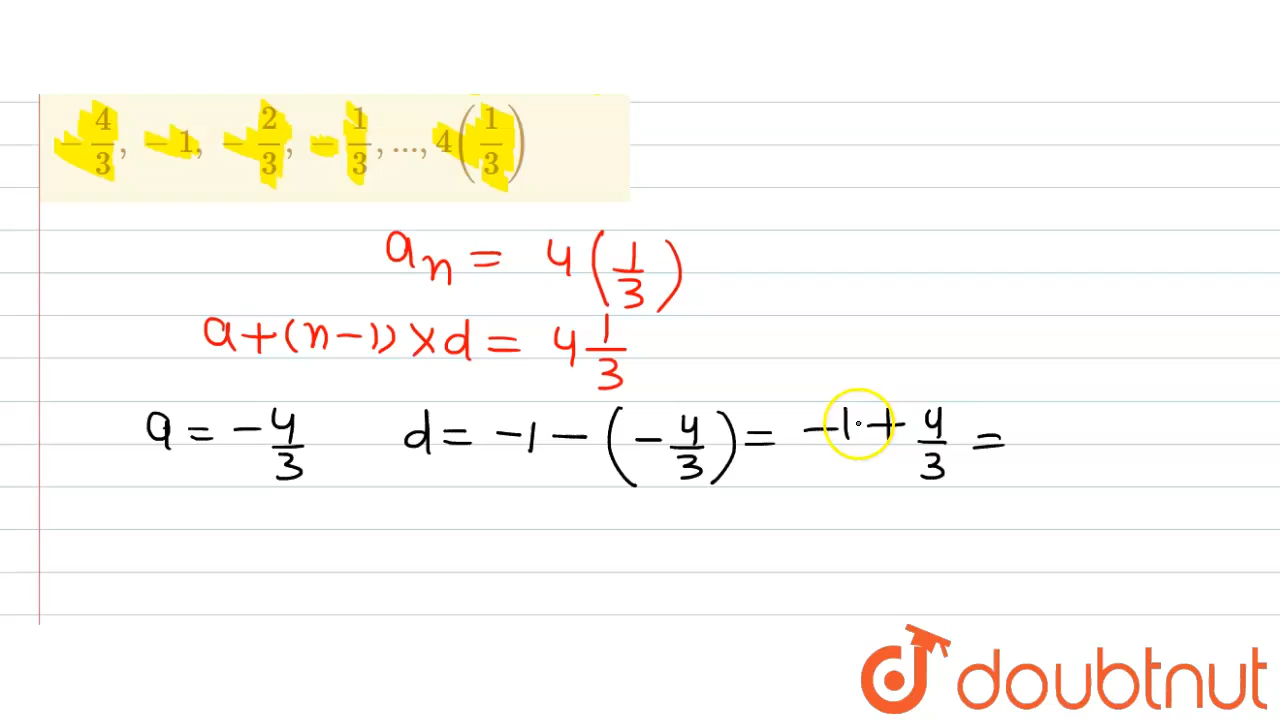 -4/3, -1, -2/3, -1/3, ..., 4(1/3)
aₙ = 4(1/3)
a+(n-1)×d = 4 1/3
a = -4/3 d = -1-(-4/3) = -1+4/3 =
doubtnut